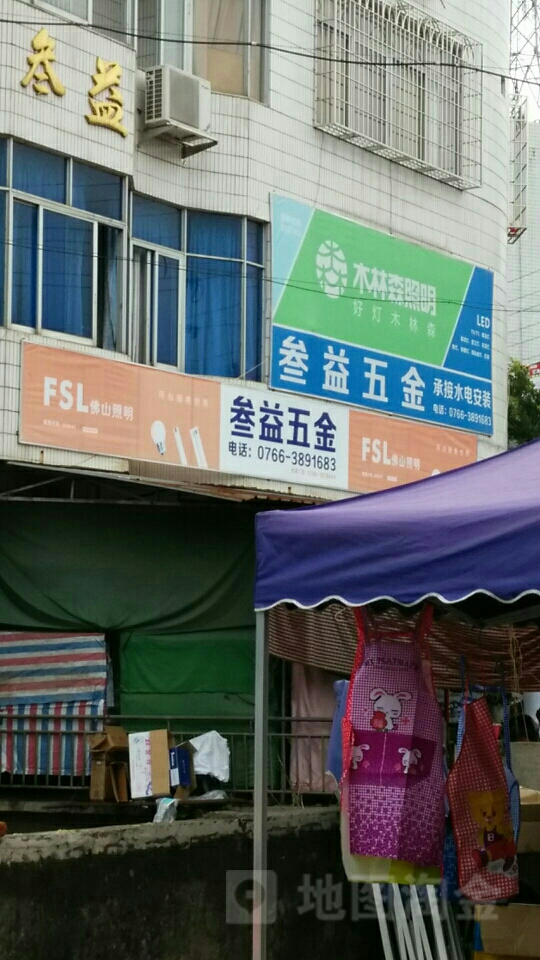 叁益
木林森照明
好灯木林森
LED
叁益五金
承接水电安装
电话:0766-3891683
FSL佛山照明
叁益五金
电话:0766-3891683
FSL佛山照明
地图淘金